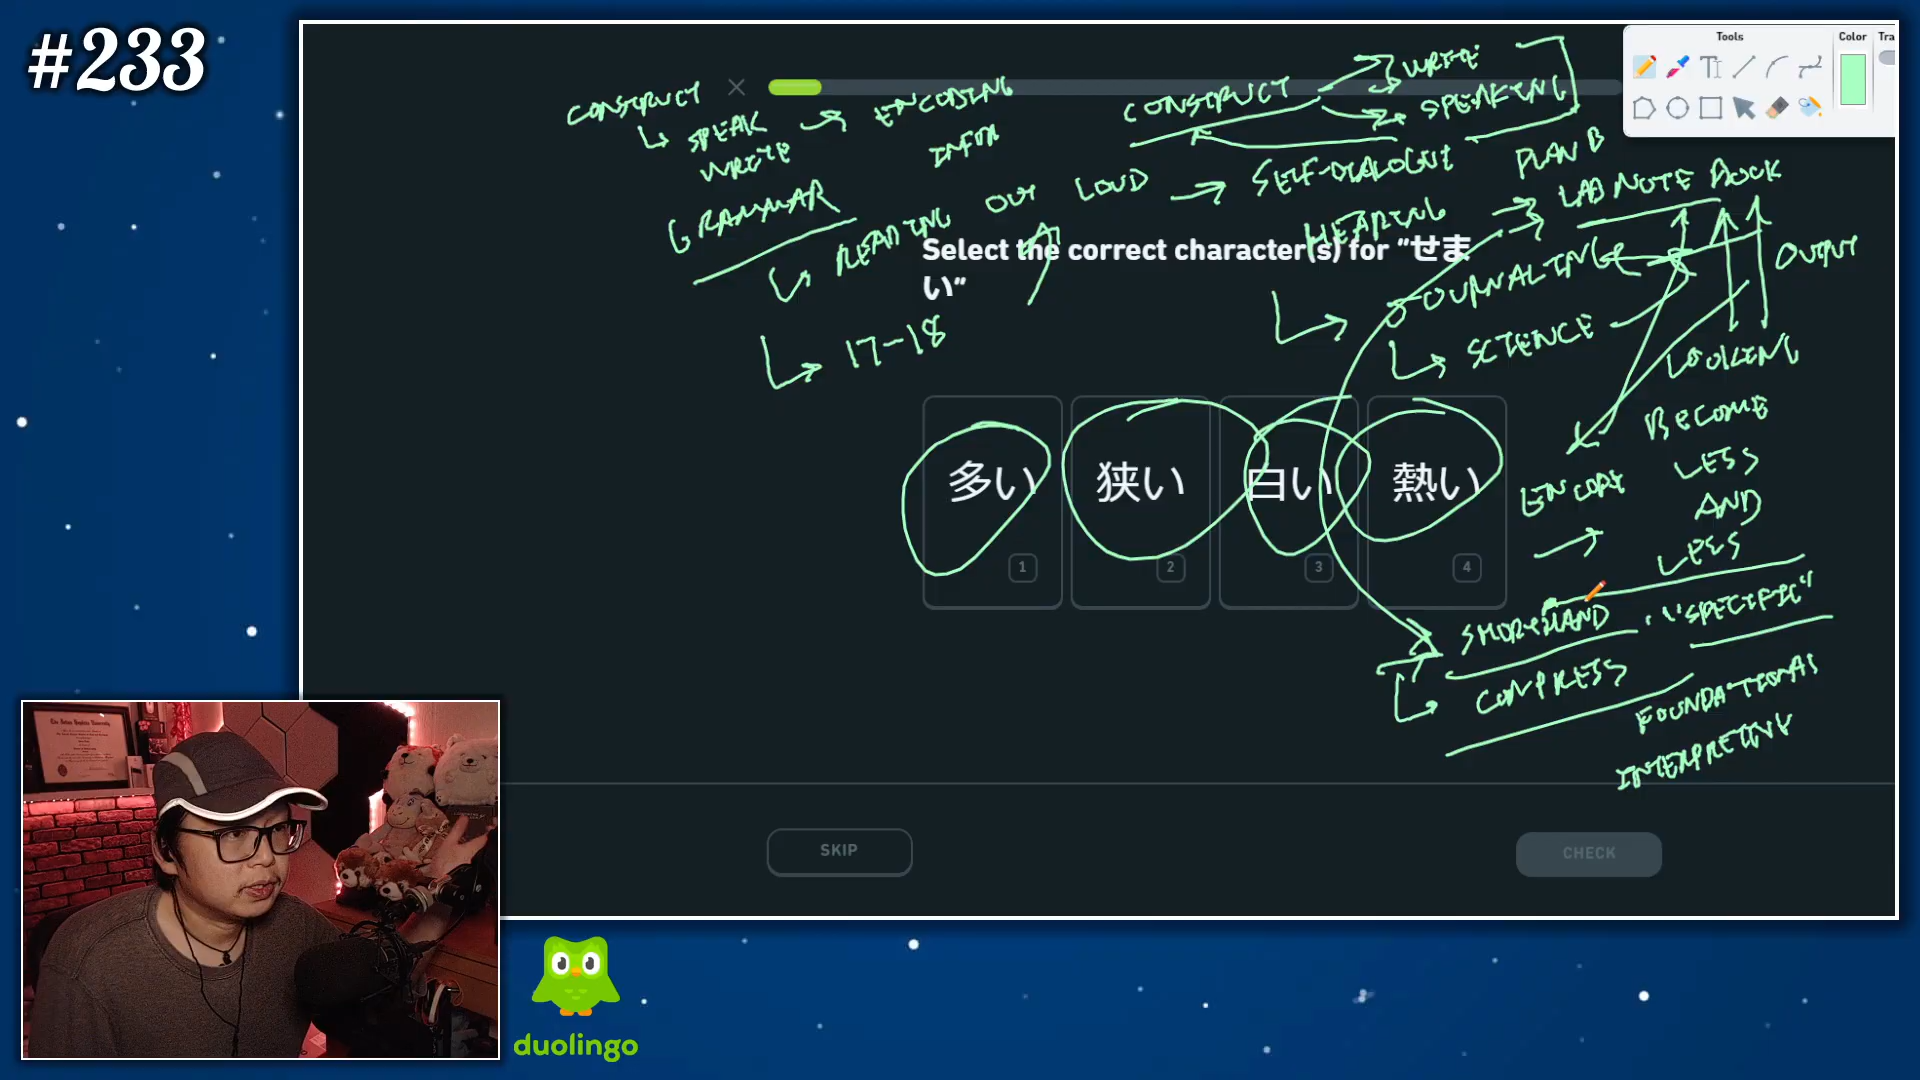 #233
Tools
Color
Tra
CONSTRUCT
SPEAK
WRITE
ENCODING
INFOR
CONSTRUCT
WRITE
SPEAKING
GRAMMAR
READING OUT LOUD
SELF-DIALOGUE
PLAN B
HEARING
LAB NOTE BOOK
Select the correct character(s) for "せま
い"
JOURNALING
OUTPUT
17-18
SCIENCE
LOOKING
BECOME
LESS
AND
LESS
ENCODE
多い
1
狭い
2
白い
3
熱い
4
SHORTHAND
"SPECIFIC"
COMPRESS
FOUNDATIONAL
INTERPRETING
SKIP
CHECK
duolingo